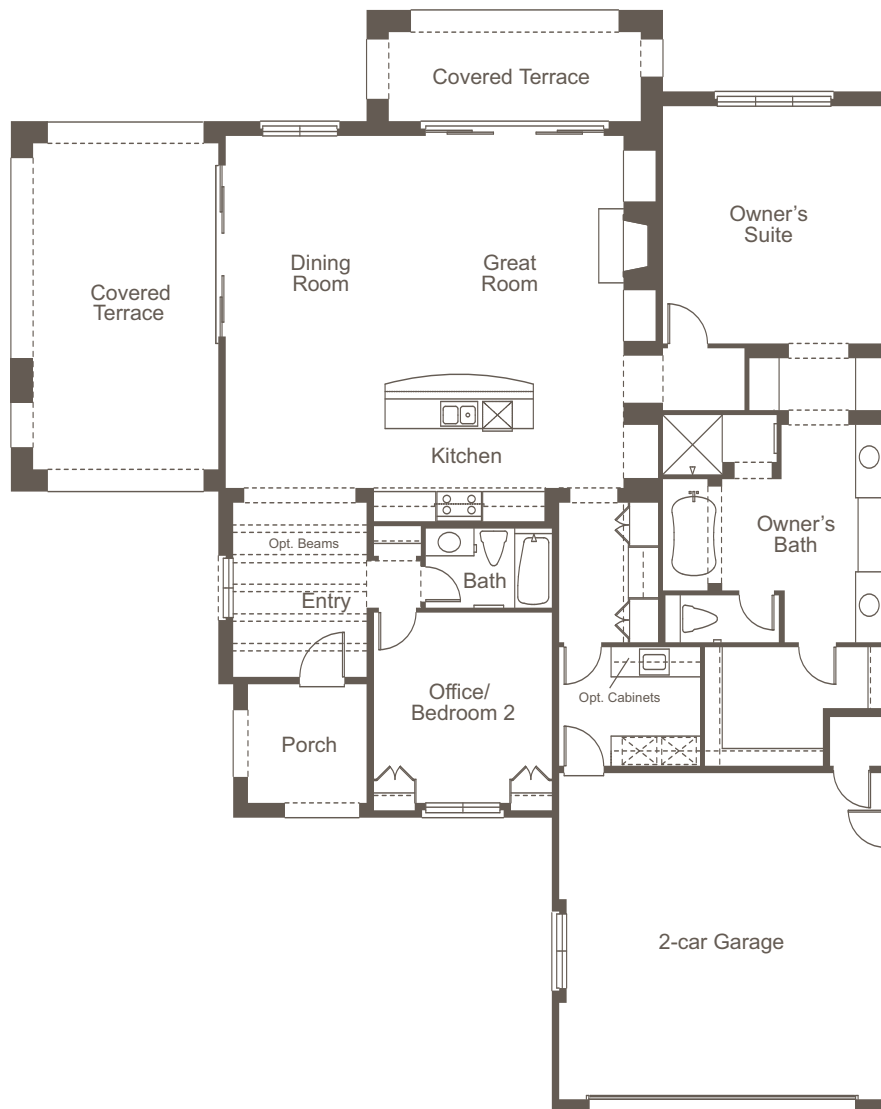 Covered Terrace
Owner's
Suite
Dining
Room
Great
Room
Covered
Terrace
Kitchen
Owner's
Bath
Opt. Beams
Bath
Entry
Office/
Bedroom 2
Opt. Cabinets
Porch
2-car Garage